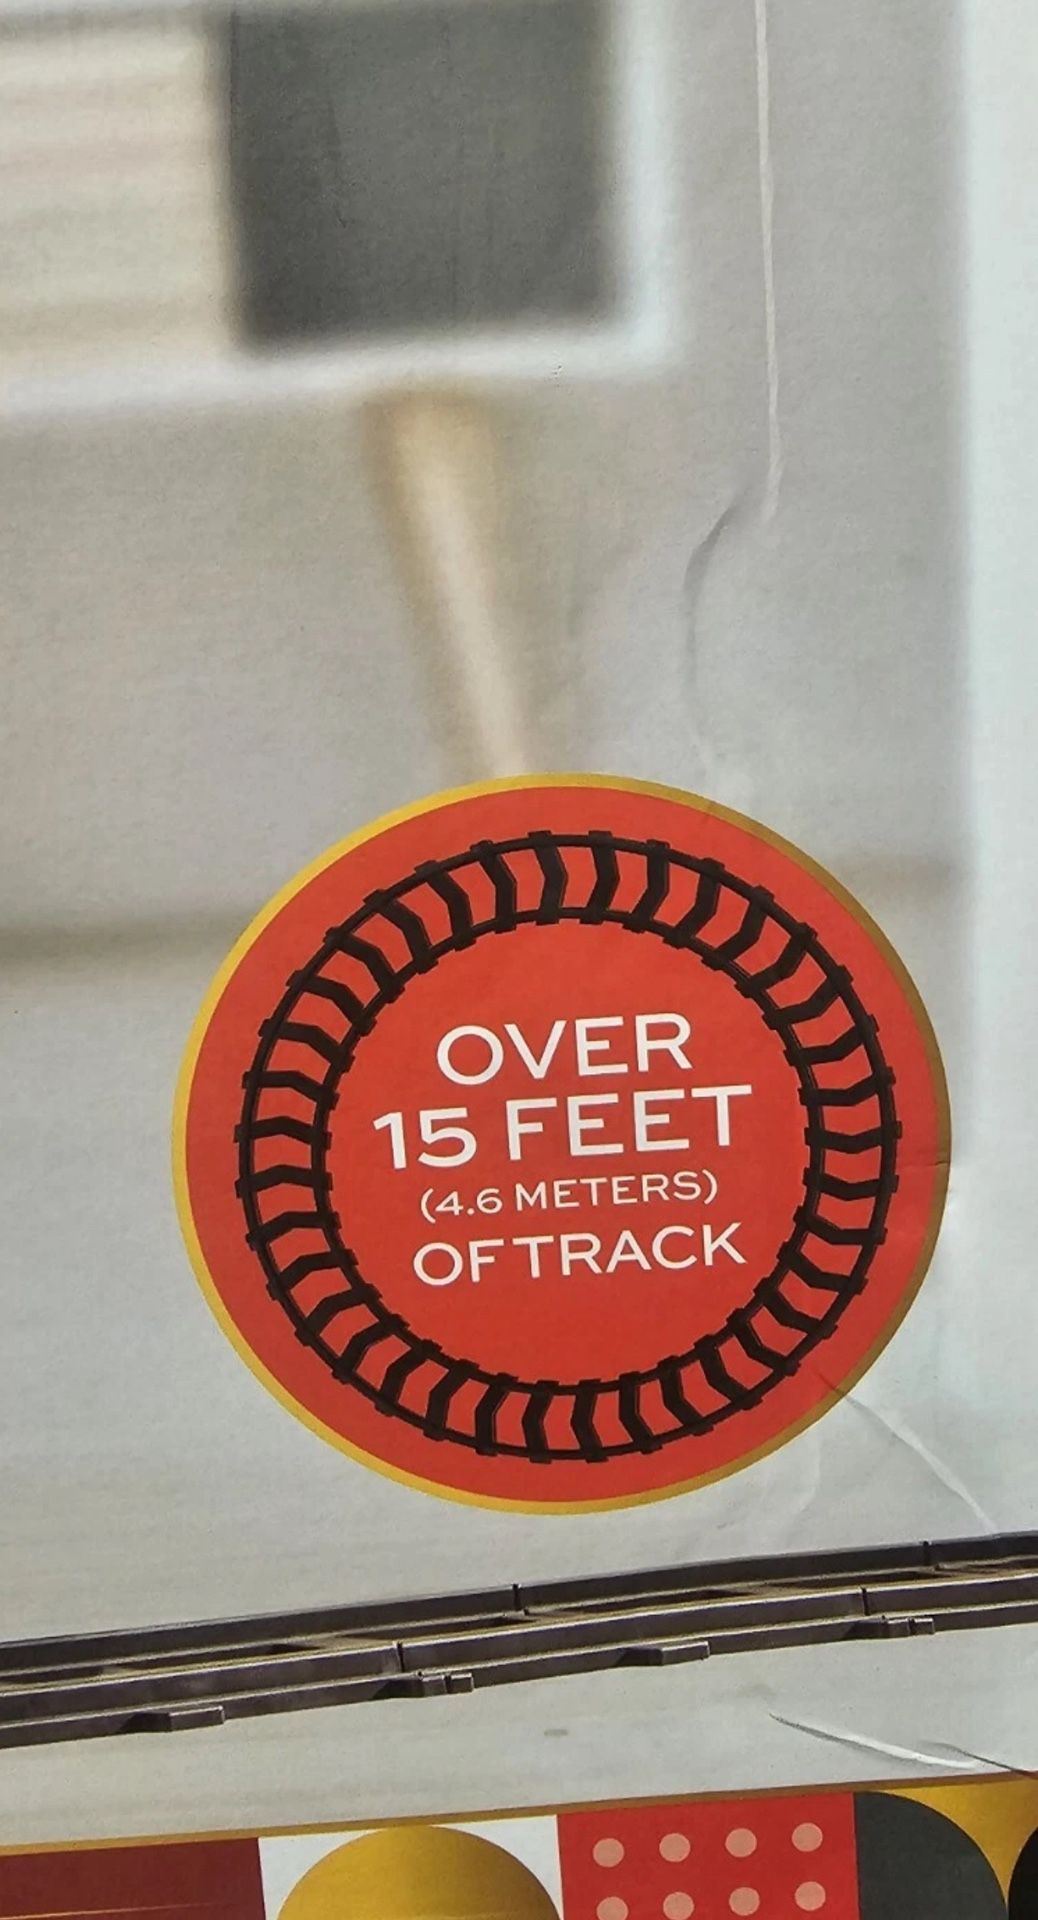 OVER
15 FEET
(4.6 METERS)
OF TRACK